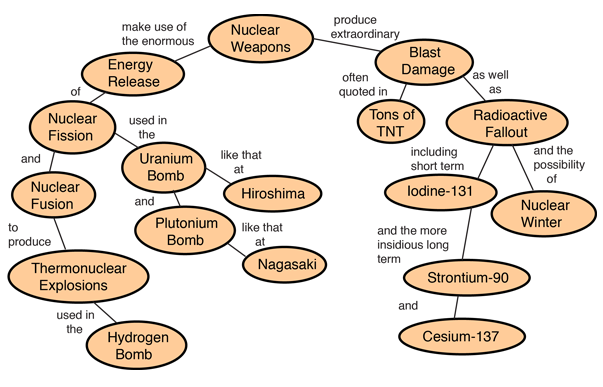 Nuclear
Weapons
make use of
the enormous
Energy
Release
of
Nuclear
Fission
and
Nuclear
Fusion
to
produce
Thermonuclear
Explosions
used in
the
Hydrogen
Bomb
used in
the
Uranium
Bomb
like that
at
Hiroshima
and
Plutonium
Bomb
like that
at
Nagasaki
produce
extraordinary
Blast
Damage
often
quoted in
Tons of
TNT
as well
as
Radioactive
Fallout
including
short term
Iodine-131
and the more
insidious long
term
Strontium-90
and
Cesium-137
and the
possibility
of
Nuclear
Winter